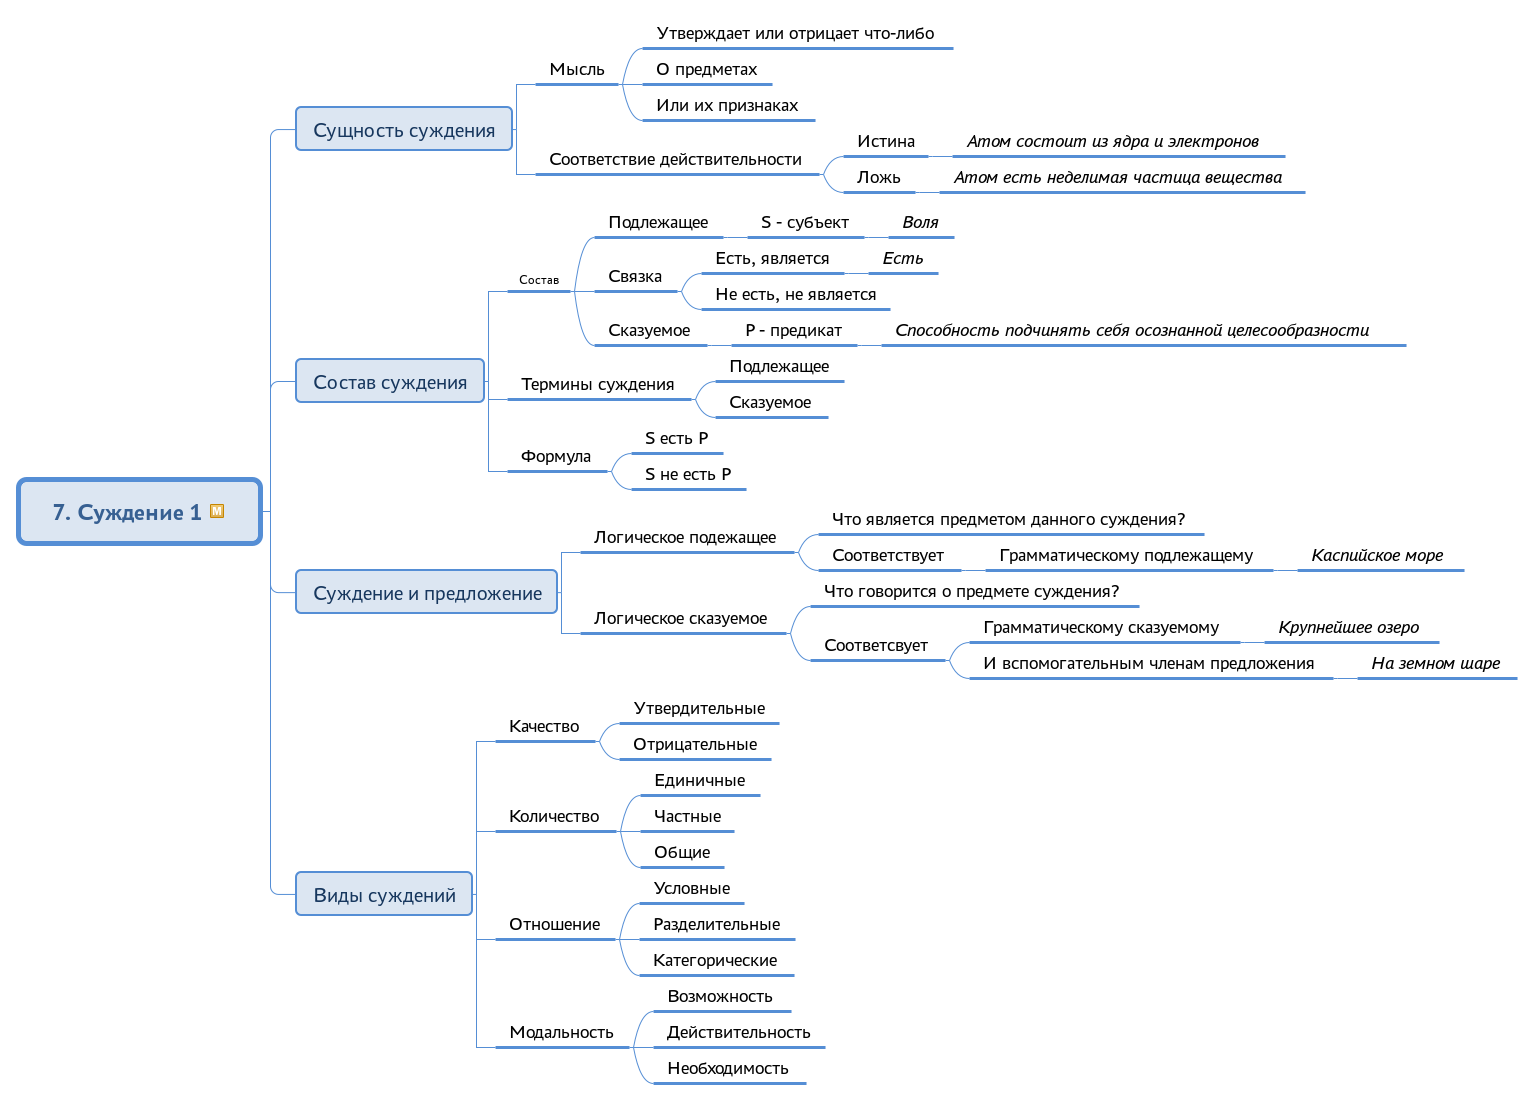 7. Суждение 1
M
Сущность суждения
Мысль
Утверждает или отрицает что-либо
О предметах
Или их признаках
Соответствие действительности
Истина
Атом состоит из ядра и электронов
Ложь
Атом есть неделимая частица вещества
Состав суждения
Состав
Подлежащее
S - субъект
Воля
Связка
Есть, является
Есть
Не есть, не является
Сказуемое
P - предикат
Способность подчинять себя осознанной целесообразности
Термины суждения
Подлежащее
Сказуемое
Формула
S есть P
S не есть P
Суждение и предложение
Логическое подежащее
Что является предметом данного суждения?
Соответствует
Грамматическому подлежащему
Каспийское море
Логическое сказуемое
Что говорится о предмете суждения?
Соответсвует
Грамматическому сказуемому
Крупнейшее озеро
И вспомогательным членам предложения
На земном шаре
Виды суждений
Качество
Утвердительные
Отрицательные
Количество
Единичные
Частные
Общие
Отношение
Условные
Разделительные
Категорические
Модальность
Возможность
Действительность
Необходимость